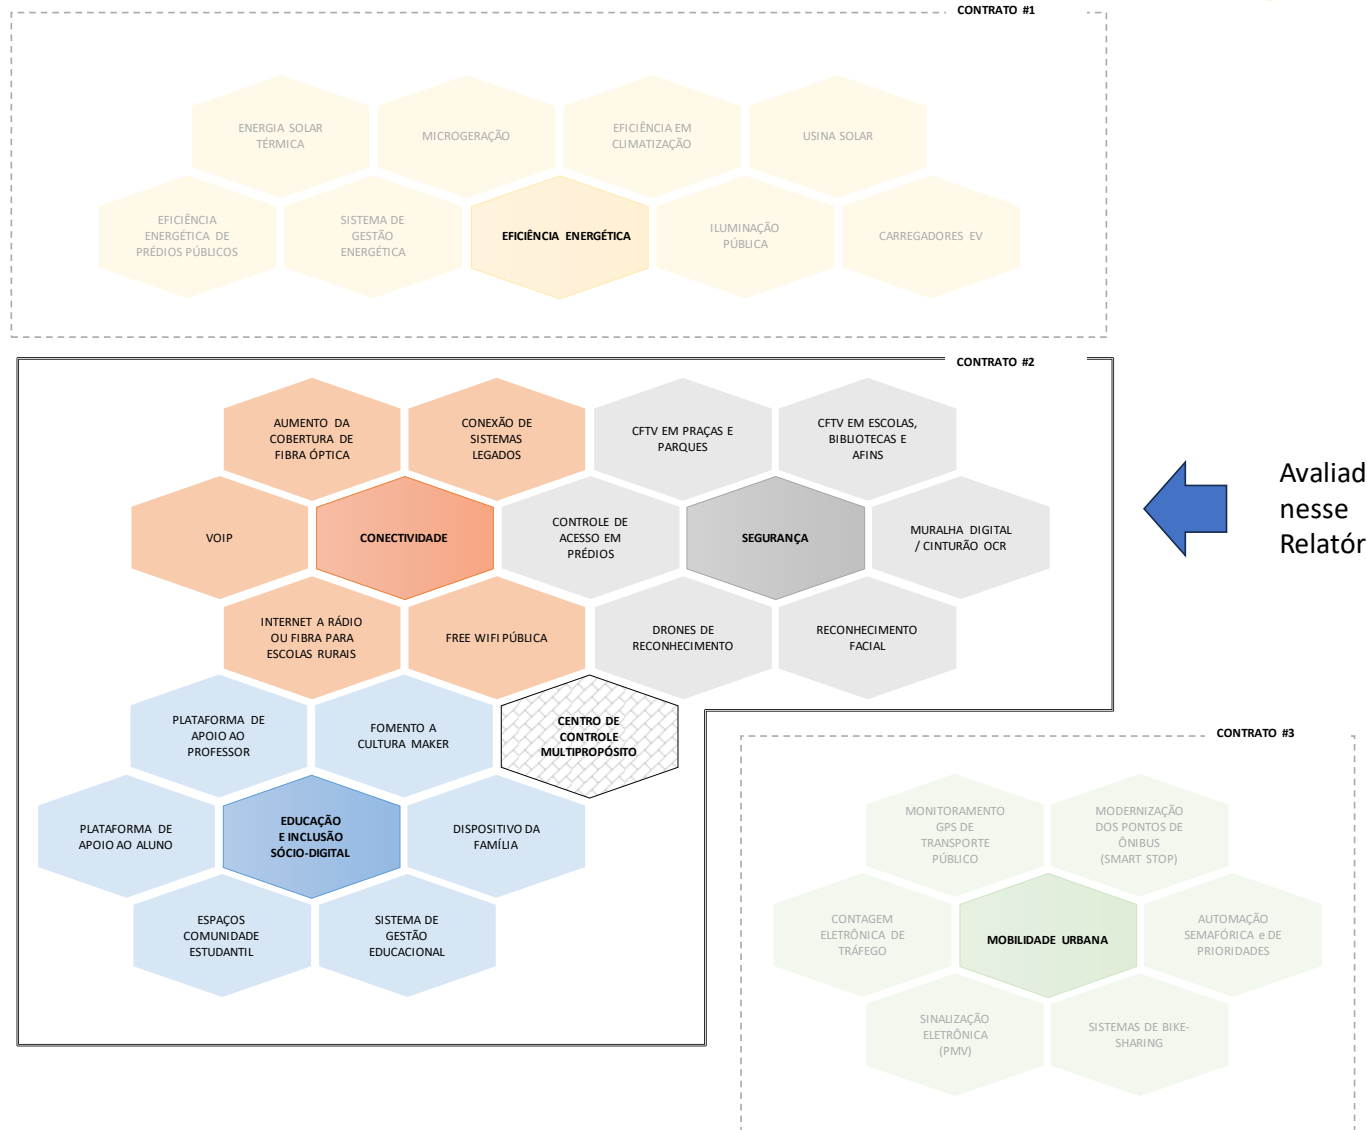 CONTRATO #1
ENERGIA SOLAR
TÉRMICA
MICROGERAÇÃO
EFICIÊNCIA EM
CLIMATIZAÇÃO
USINA SOLAR
EFICIÊNCIA
ENERGÉTICA DE
PRÉDIOS PÚBLICOS
SISTEMA DE
GESTÃO
ENERGÉTICA
EFICIÊNCIA ENERGÉTICA
ILUMINAÇÃO
PÚBLICA
CARREGADORES EV
CONTRATO #2
AUMENTO DA
COBERTURA DE
FIBRA ÓPTICA
CONEXÃO DE
SISTEMAS
LEGADOS
CFTV EM PRAÇAS E
PARQUES
CFTV EM ESCOLAS,
BIBLIOTECAS E
AFINS
VOIP
CONECTIVIDADE
CONTROLE DE
ACESSO EM
PRÉDIOS
SEGURANÇA
MURALHA DIGITAL
/ CINTURÃO OCR
Avaliad
nesse
Relatór
INTERNET A RÁDIO
OU FIBRA PARA
ESCOLAS RURAIS
FREE WIFI PÚBLICA
DRONES DE
RECONHECIMENTO
RECONHECIMENTO
FACIAL
PLATAFORMA DE
APOIO AO
PROFESSOR
FOMENTO A
CULTURA MAKER
CENTRO DE
CONTROLE
MULTIPROPÓSITO
PLATAFORMA DE
APOIO AO ALUNO
EDUCAÇÃO
E INCLUSÃO
SÓCIO-DIGITAL
DISPOSITIVO DA
FAMÍLIA
ESPAÇOS
COMUNIDADE
ESTUDANTIL
SISTEMA DE
GESTÃO
EDUCACIONAL
CONTRATO #3
MONITORAMENTO
GPS DE
TRANSPORTE
PÚBLICO
MODERNIZAÇÃO
DOS PONTOS DE
ÔNIBUS
(SMART STOP)
CONTAGEM
ELETRÔNICA DE
TRÁFEGO
MOBILIDADE URBANA
AUTOMAÇÃO
SEMAFÓRICA e DE
PRIORIDADES
SINALIZAÇÃO
ELETRÔNICA
(PMV)
SISTEMAS DE BIKE-
SHARING